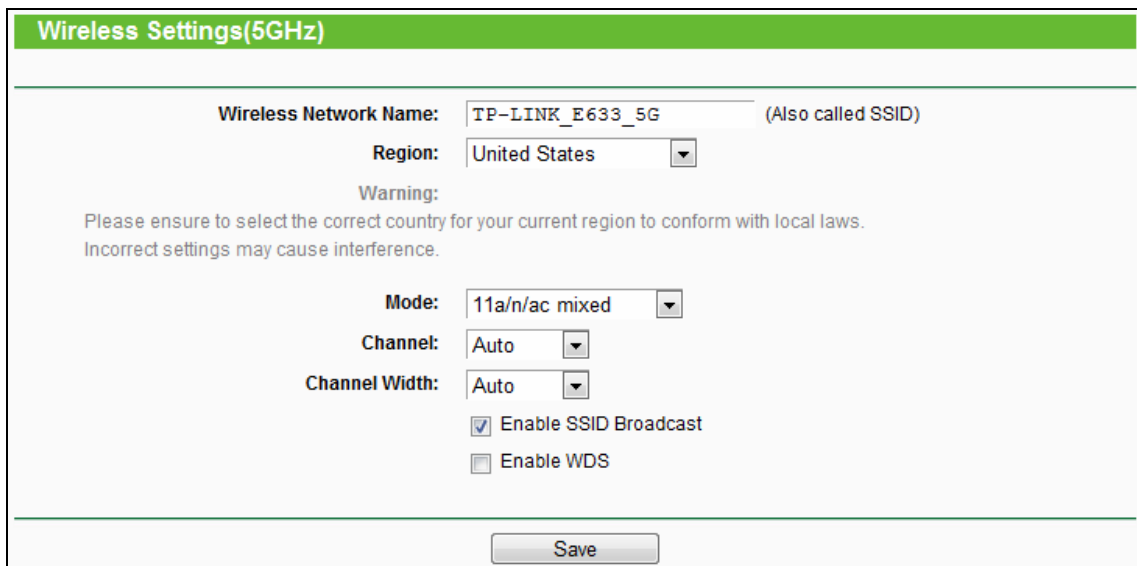 Wireless Settings(5GHz)
Wireless Network Name: TP-LINK_E633_5G (Also called SSID)
Region: United States
Warning:
Please ensure to select the correct country for your current region to conform with local laws.
Incorrect settings may cause interference.
Mode: 11a/n/ac mixed
Channel: Auto
Channel Width: Auto
Enable SSID Broadcast
Enable WDS
Save